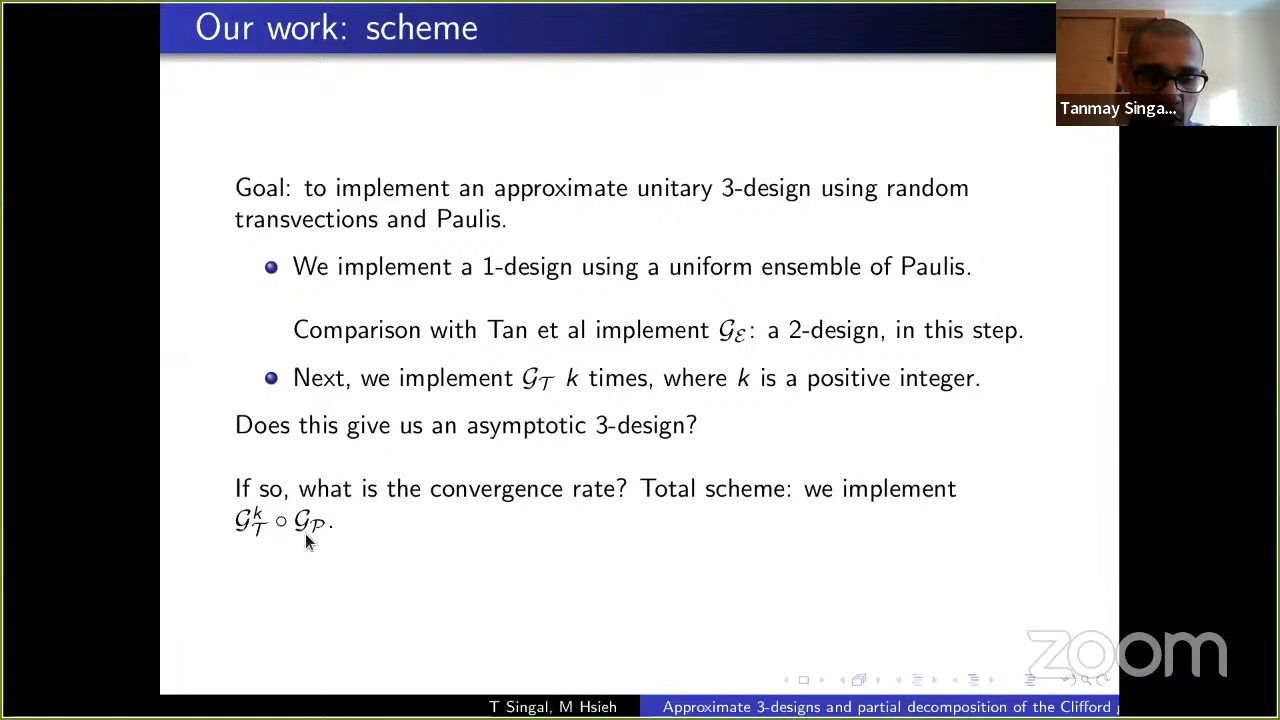 Our work: scheme
Tanmay Singa...
Goal: to implement an approximate unitary 3-design using random
transvections and Paulis.
We implement a 1-design using a uniform ensemble of Paulis.
Comparison with Tan et al implement 𝒢_ℰ: a 2-design, in this step.
Next, we implement 𝒢_𝒯 k times, where k is a positive integer.
Does this give us an asymptotic 3-design?
If so, what is the convergence rate? Total scheme: we implement
𝒢_𝒯^k ∘ 𝒢_𝒫.
zoom
T Singal, M Hsieh
Approximate 3-designs and partial decomposition of the Clifford g